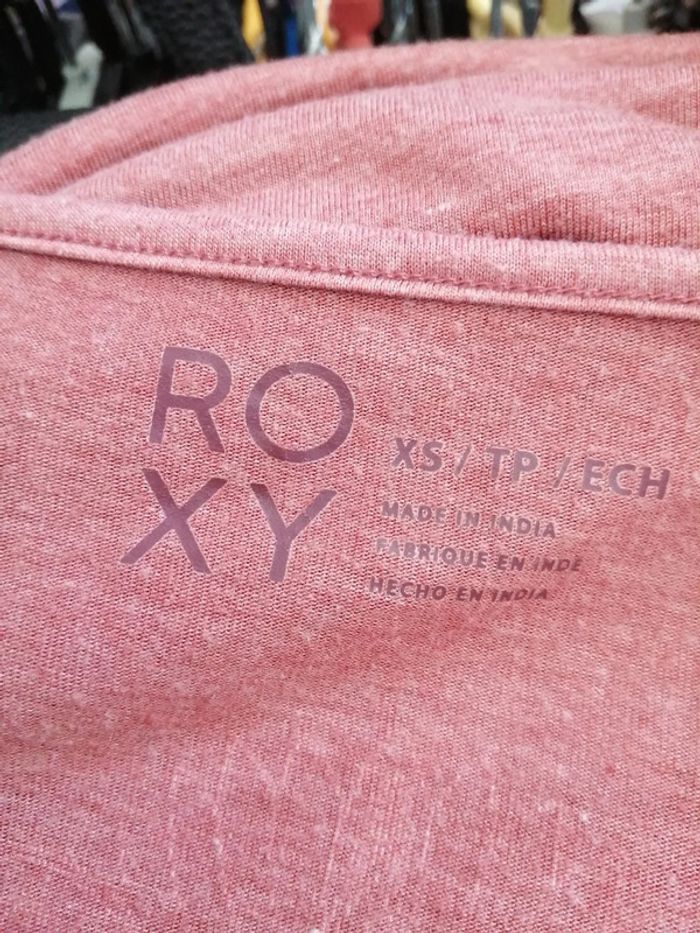 RO
XY
XS / TP / ECH
MADE IN INDIA
FABRIQUE EN INDE
HECHO EN INDIA